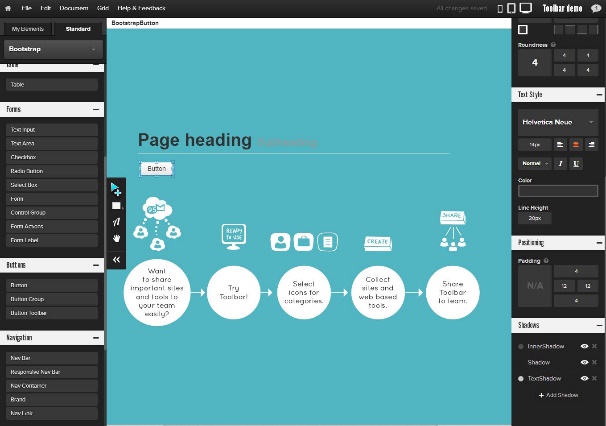 File Edit Document Grid Help & Feedback All changes saved Toolbar demo
My Elements Standard
Bootstrap
Table
Table
Forms
Text Input
Text Area
Checkbox
Radio Button
Select Box
Form
Control Group
Form Actions
Form Label
Buttons
Button
Button Group
Button Toolbar
Navigation
Nav Bar
Responsive Nav Bar
Nav Container
Brand
Nav Link
BootstrapButton
Page heading
Button
READY TO USE
CREATE
SHARE
Want
to share
important sites
and tools to
your team
easily?
Try
Toolbar!
Select
icons for
categories.
Collect
sites and
web based
tools.
Share
Toolbar
to team.
Roundness
4
4 4
4 4
Text Style
Helvetica Neue
14px
Normal I U
Color
Line Height
20px
Positioning
Padding
N/A
4
12 12
4
Shadows
InnerShadow
Shadow
TextShadow
Add Shadow